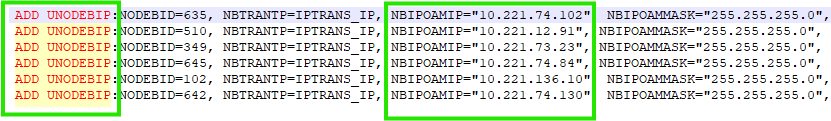 ADD UNODEBIP:NODEBID=635, NBTRANTP=IPTRANS_IP, NBIPOAMIP="10.221.74.102" NBIPOAMMASK="255.255.255.0",
ADD UNODEBIP:NODEBID=510, NBTRANTP=IPTRANS_IP, NBIPOAMIP="10.221.12.91", NBIPOAMMASK="255.255.255.0",
ADD UNODEBIP:NODEBID=349, NBTRANTP=IPTRANS_IP, NBIPOAMIP="10.221.73.23", NBIPOAMMASK="255.255.255.0",
ADD UNODEBIP:NODEBID=645, NBTRANTP=IPTRANS_IP, NBIPOAMIP="10.221.74.84", NBIPOAMMASK="255.255.255.0",
ADD UNODEBIP:NODEBID=102, NBTRANTP=IPTRANS_IP, NBIPOAMIP="10.221.136.10" NBIPOAMMASK="255.255.255.0",
ADD UNODEBIP:NODEBID=642, NBTRANTP=IPTRANS_IP, NBIPOAMIP="10.221.74.130" NBIPOAMMASK="255.255.255.0",